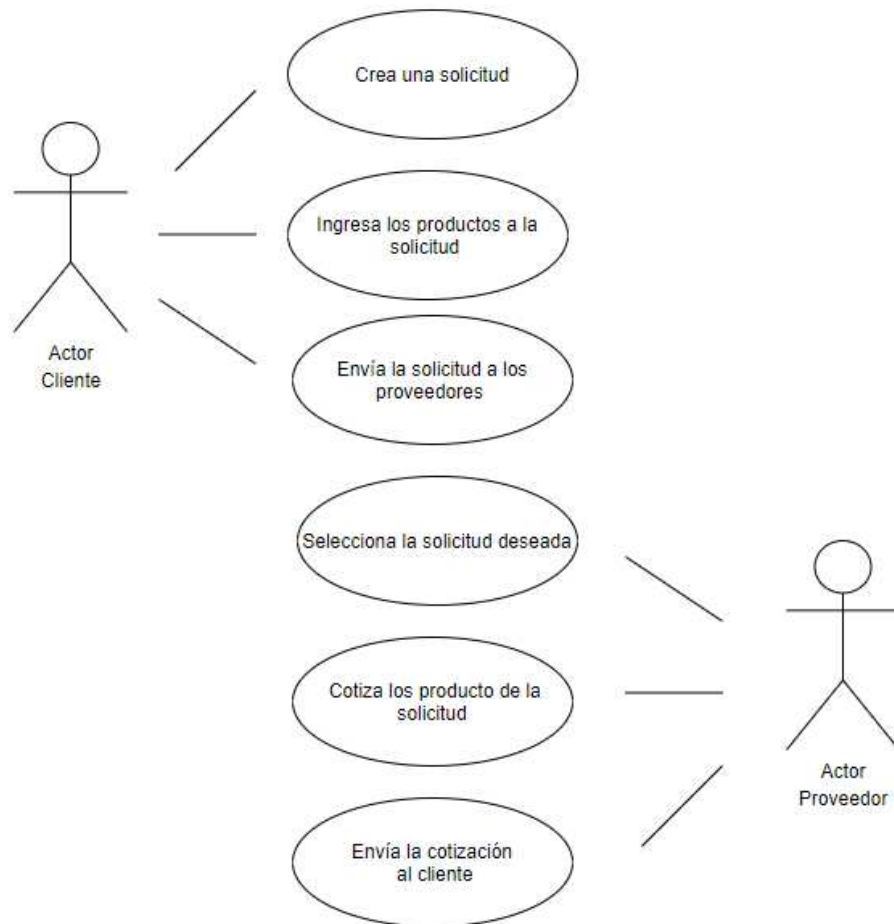 Crea una solicitud
Ingresa los productos a la
solicitud
Actor
Cliente
Envía la solicitud a los
proveedores
Selecciona la solicitud deseada
Cotiza los producto de la
solicitud
Actor
Proveedor
Envía la cotización
al cliente